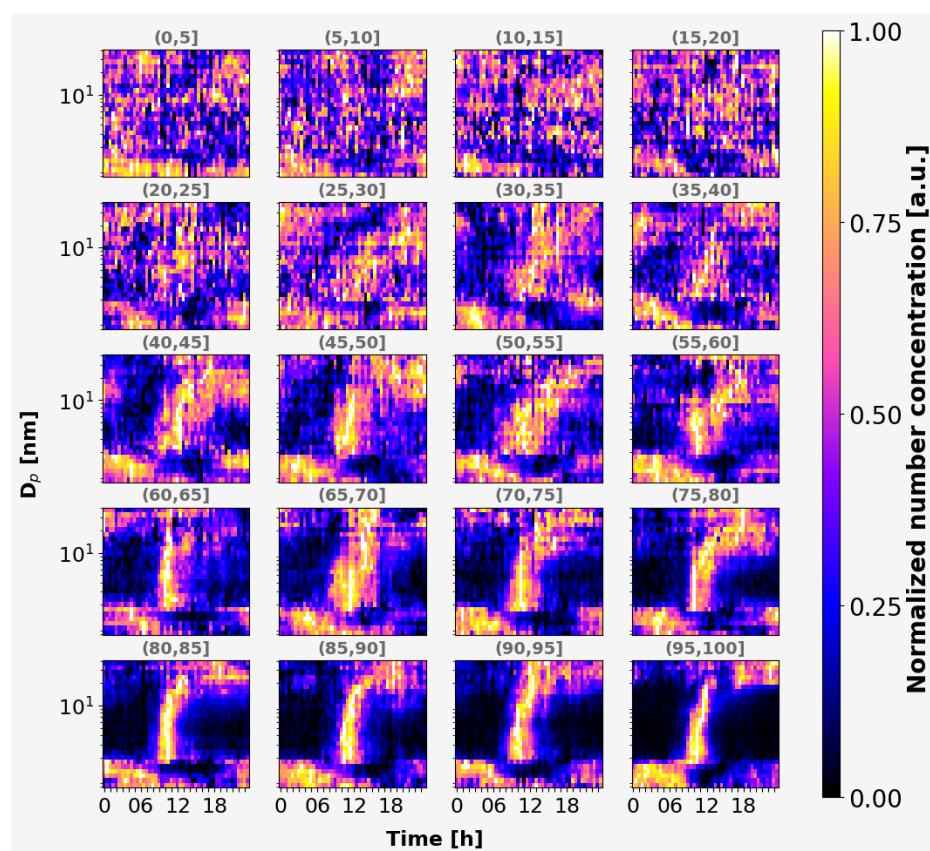 (0,5] (5,10] (10,15] (15,20]
10¹
(20,25] (25,30] (30,35] (35,40]
10¹
(40,45] (45,50] (50,55] (55,60]
10¹
(60,65] (65,70] (70,75] (75,80]
10¹
(80,85] (85,90] (90,95] (95,100]
10¹
0 06 12 18 0 06 12 18 0 06 12 18 0 06 12 18
Time [h]
Dₚ [nm]
1.00
0.75
0.50
0.25
0.00
Normalized number concentration [a.u.]